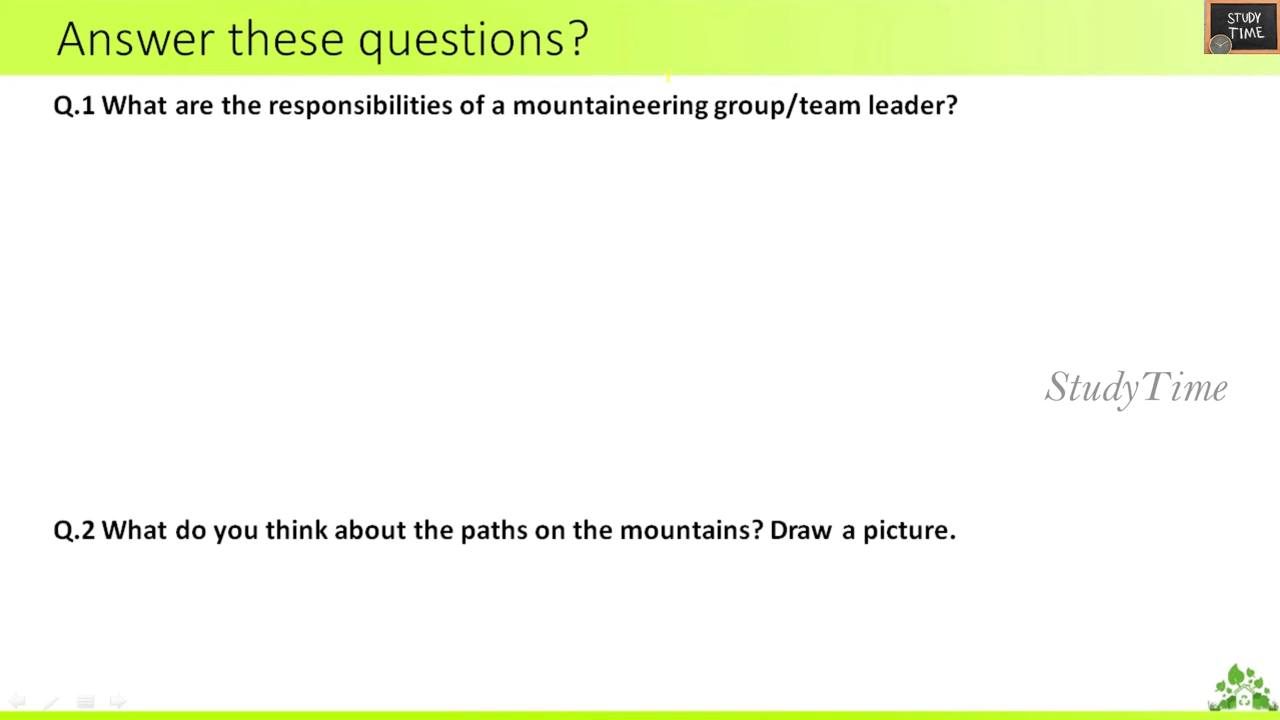 Answer these questions?
STUDY
TIME
Q.1 What are the responsibilities of a mountaineering group/team leader?
StudyTime
Q.2 What do you think about the paths on the mountains? Draw a picture.